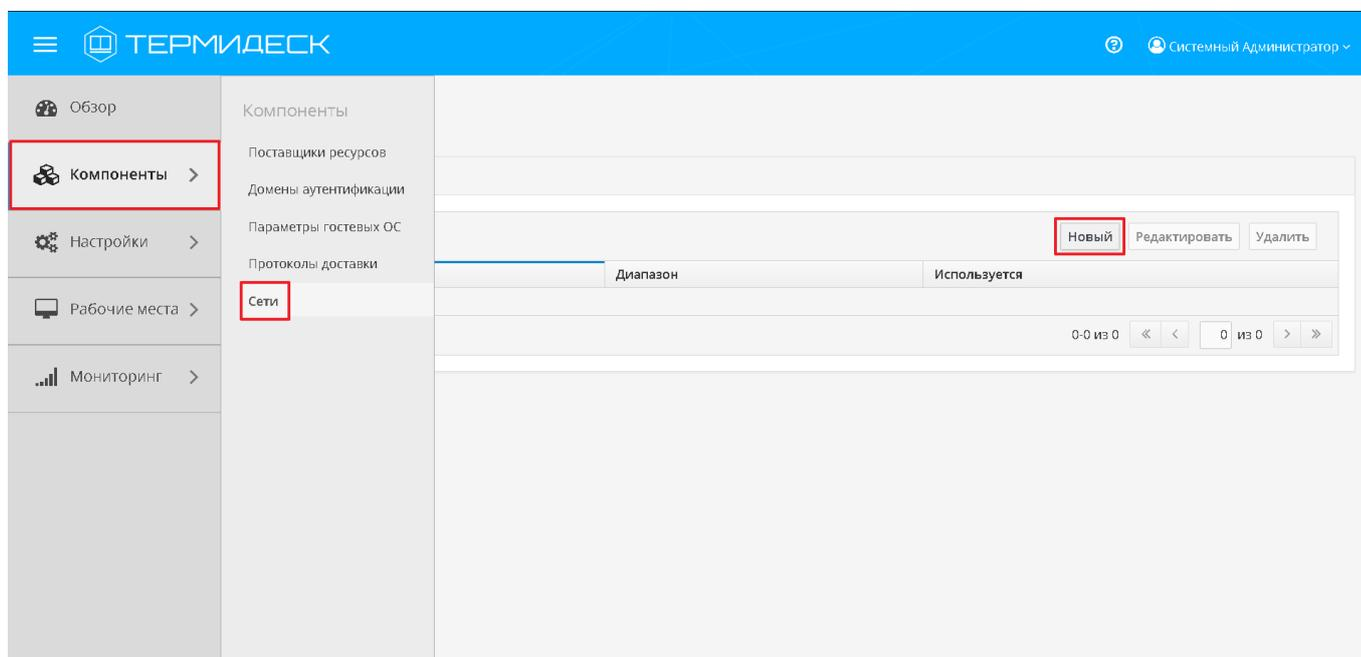 ТЕРМИДЕСК
Системный Администратор
Обзор
Компоненты
Настройки
Рабочие места
Мониторинг
Компоненты
Поставщики ресурсов
Домены аутентификации
Параметры гостевых ОС
Протоколы доставки
Сети
Новый Редактировать Удалить
Диапазон Используется
0-0 из 0 0 из 0